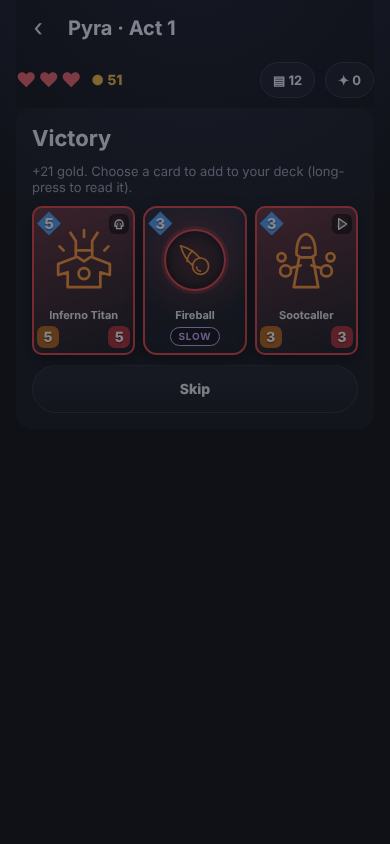 Pyra · Act 1
51
12
0
Victory
+21 gold. Choose a card to add to your deck (long-
press to read it).
5
3
3
Inferno Titan
Fireball
Sootcaller
5
5
SLOW
3
3
Skip